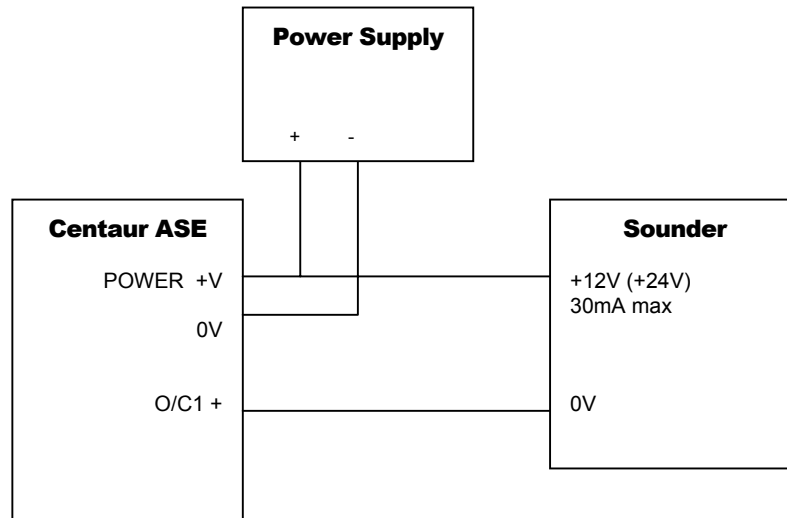 Power Supply
+ -
Centaur ASE
Sounder
POWER +V
+12V (+24V)
30mA max
0V
O/C1 +
0V